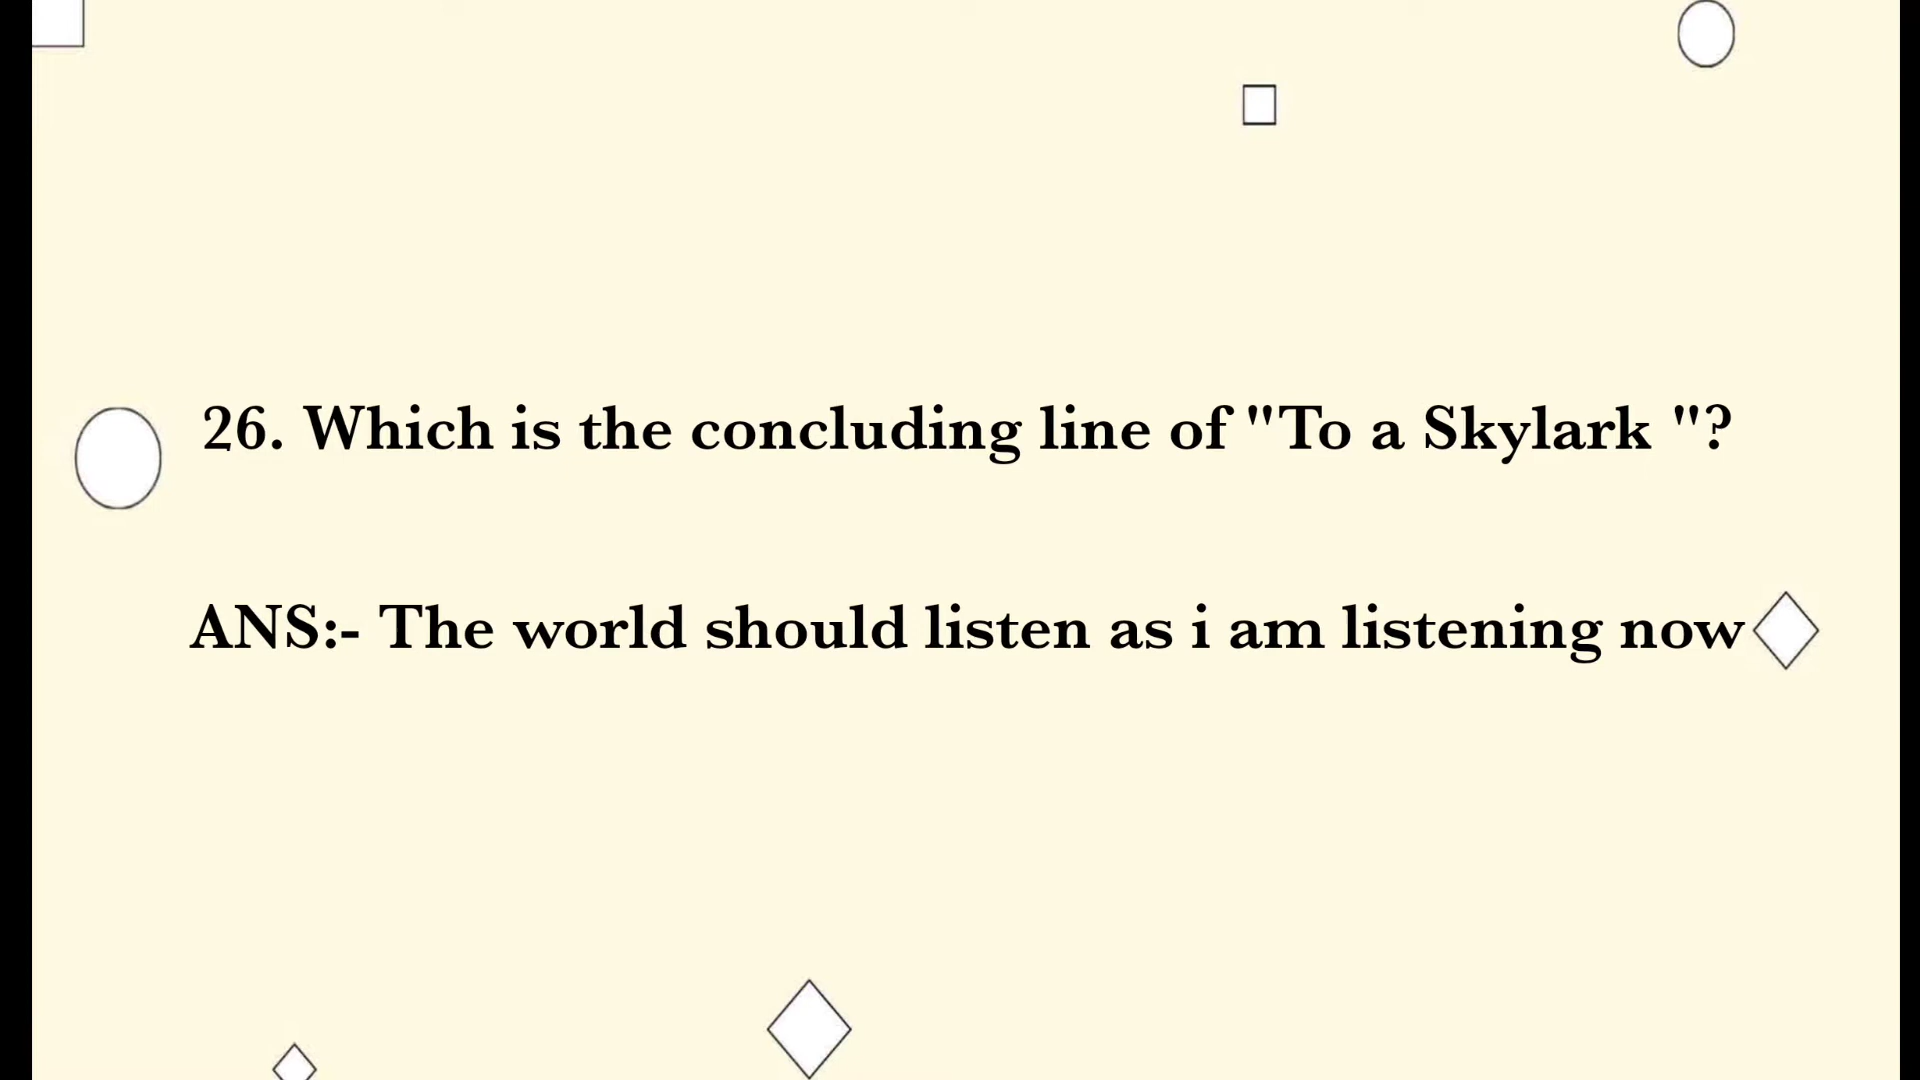 26. Which is the concluding line of "To a Skylark "?
ANS:- The world should listen as i am listening now